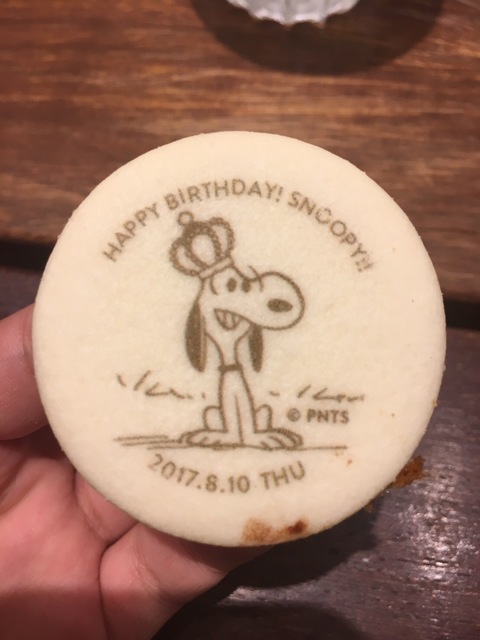 HAPPY BIRTHDAY! SNOOPY!!
© PNTS
2017.8.10 THU